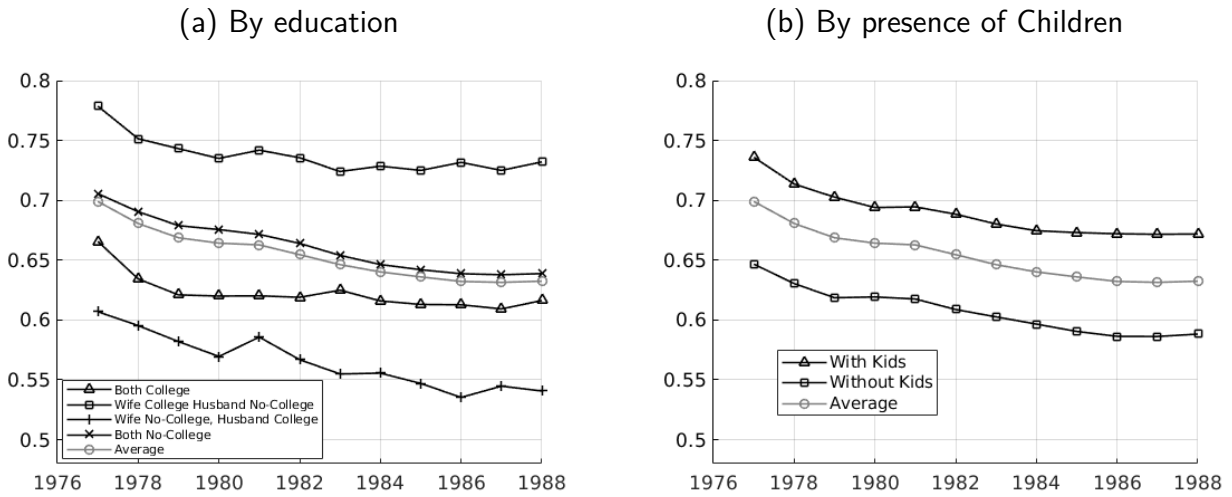 (a) By education
0.8
0.75
0.7
0.65
0.6
0.55
0.5
Both College
Wife College Husband No-College
Wife No-College, Husband College
Both No-College
Average
1976 1978 1980 1982 1984 1986 1988
(b) By presence of Children
0.8
0.75
0.7
0.65
0.6
0.55
0.5
With Kids
Without Kids
Average
1976 1978 1980 1982 1984 1986 1988